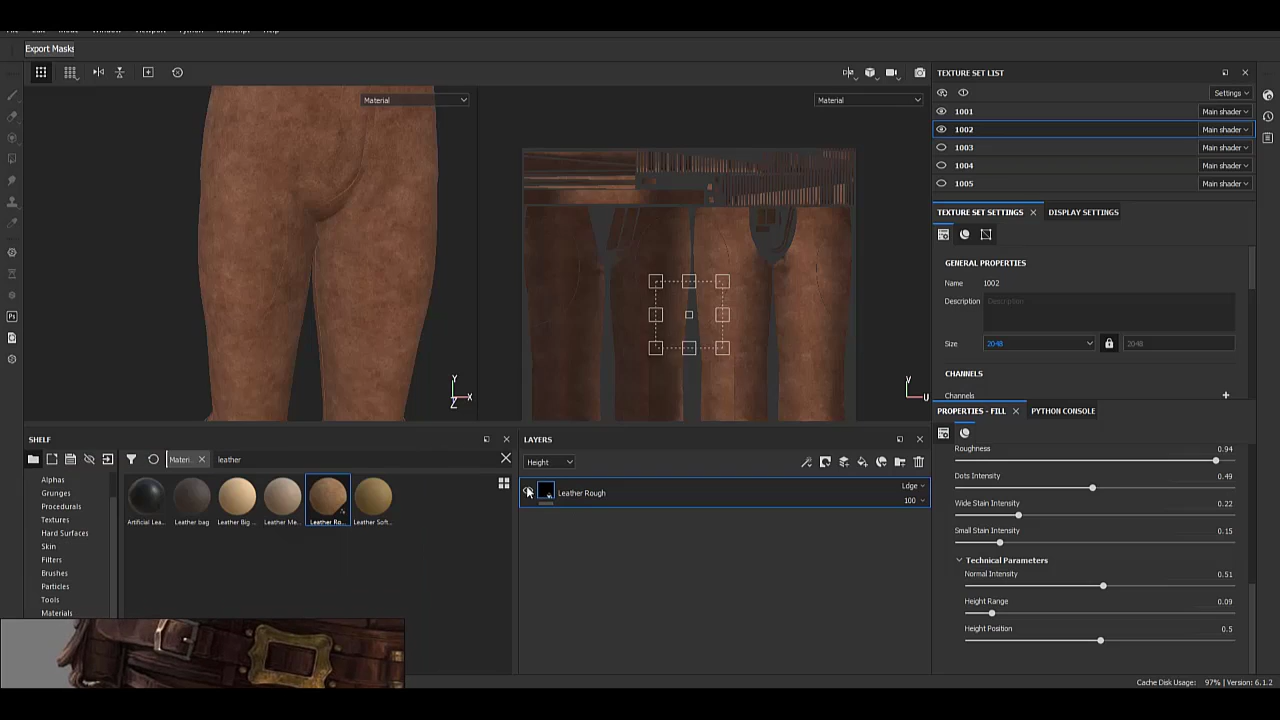 Export Masks
Material
Material
TEXTURE SET LIST
Settings
1001 Main shader
1002 Main shader
1003 Main shader
1004 Main shader
1005 Main shader
TEXTURE SET SETTINGS DISPLAY SETTINGS
GENERAL PROPERTIES
Name 1002
Description Description
Size 2048 2048
CHANNELS
Channels
Y
X
Z
V
U
SHELF
Materi... leather
Alphas
Grunges
Procedurals
Textures
Hard Surfaces
Skin
Filters
Brushes
Particles
Tools
Materials
Artificial Lea... Leather bag Leather Big ... Leather Me... Leather Ro... Leather Soft...
LAYERS
Height
Leather Rough Ldge
100
PROPERTIES - FILL PYTHON CONSOLE
Roughness 0.94
Dots Intensity 0.49
Wide Stain Intensity 0.22
Small Stain Intensity 0.15
Technical Parameters
Normal Intensity 0.51
Height Range 0.09
Height Position 0.5
Cache Disk Usage: 97% | Version: 6.1.2